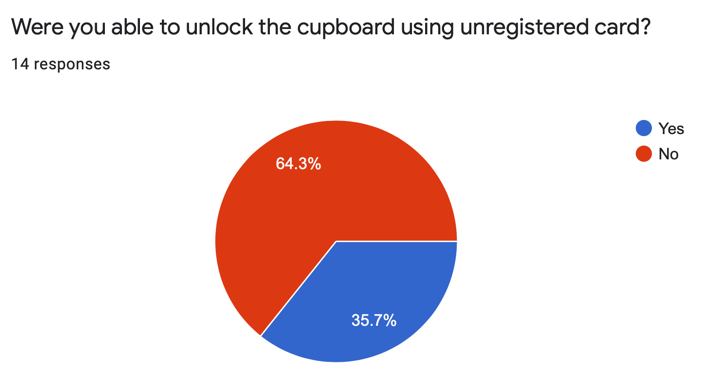 Were you able to unlock the cupboard using unregistered card?
14 responses
Yes
No
64.3%
35.7%